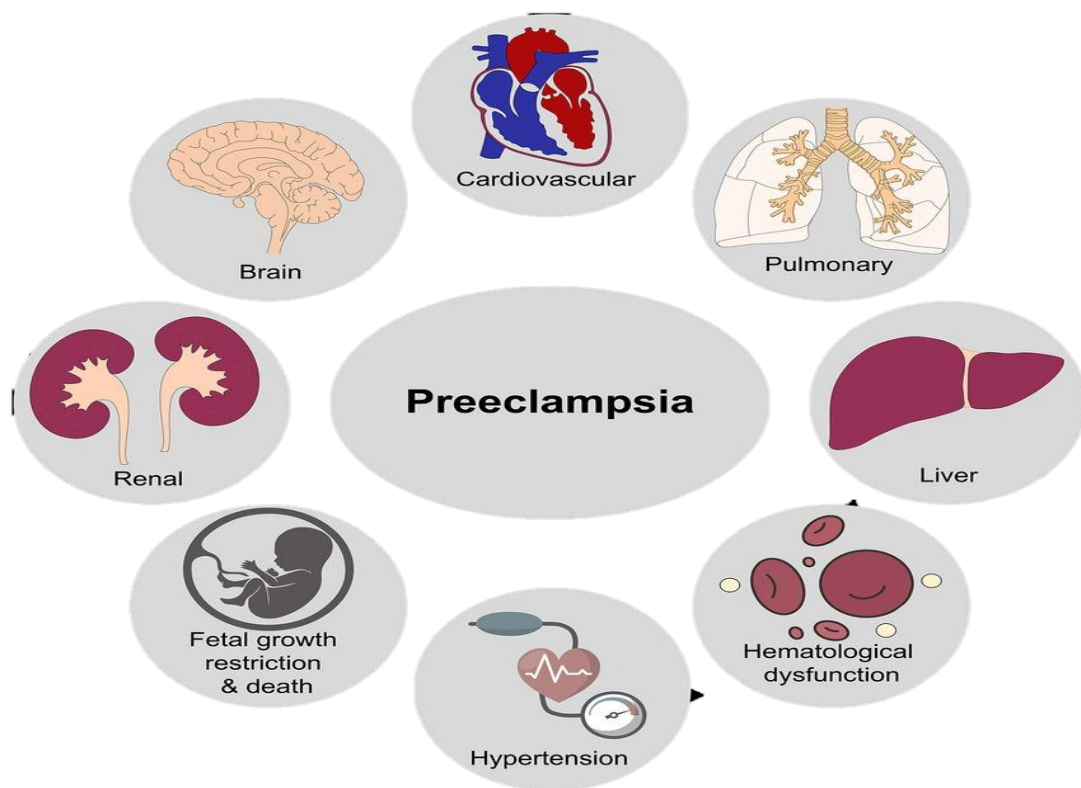 Cardiovascular
Brain
Pulmonary
Preeclampsia
Renal
Liver
Fetal growth
restriction
& death
Hematological
dysfunction
Hypertension